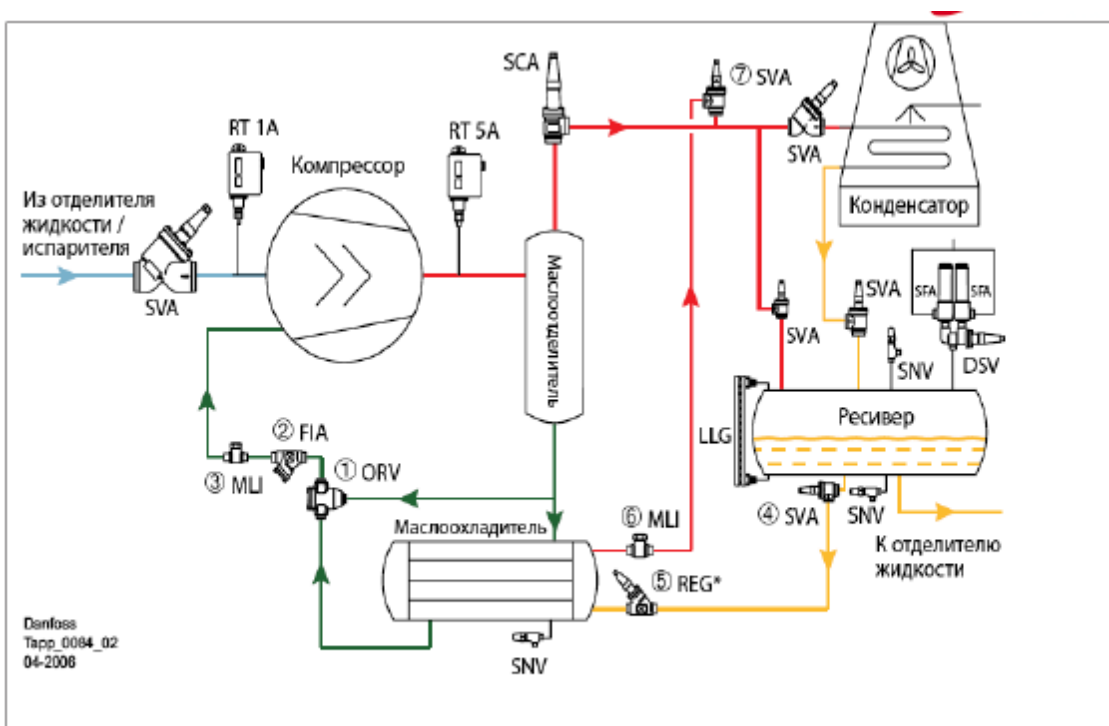 SCA
⑦ SVA
RT 1A
RT 5A
Компрессор
SVA
Из отделителя
жидкости /
испарителя
Конденсатор
SVA
Маслоотделитель
SVA
SFA
SFA
SVA
SNV
DSV
LLG
Ресивер
② FIA
① ORV
③ MLI
Маслоохладитель
⑥ MLI
④ SVA
SNV
К отделителю
жидкости
⑤ REG*
SNV
Danfoss
Tapp_0084_02
04-2006